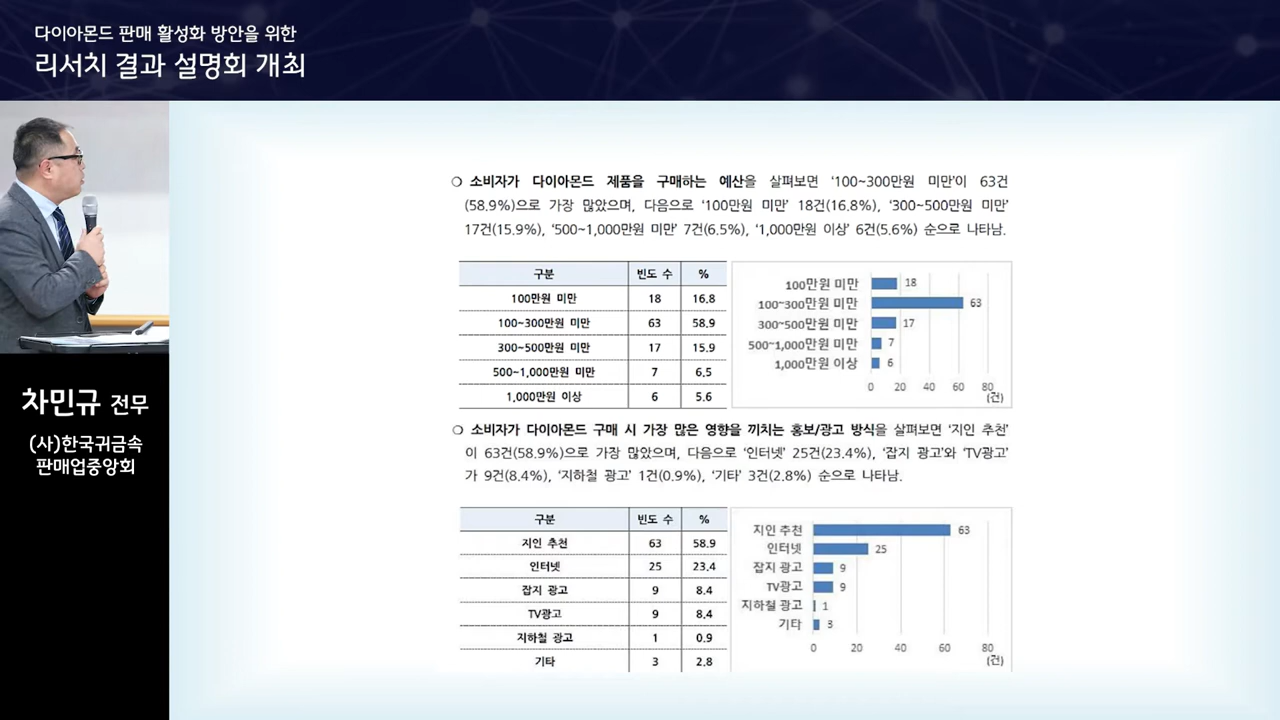 다이아몬드 판매 활성화 방안을 위한
리서치 결과 설명회 개최
차민규 전무
(사)한국귀금속
판매업중앙회
❍ 소비자가 다이아몬드 제품을 구매하는 예산을 살펴보면 '100~300만원 미만'이 63건
(58.9%)으로 가장 많았으며, 다음으로 '100만원 미만' 18건(16.8%), '300~500만원 미만'
17건(15.9%), '500~1,000만원 미만' 7건(6.5%), '1,000만원 이상' 6건(5.6%) 순으로 나타남.
구분 빈도 수 %
100만원 미만 18 16.8
100~300만원 미만 63 58.9
300~500만원 미만 17 15.9
500~1,000만원 미만 7 6.5
1,000만원 이상 6 5.6
100만원 미만 18
100~300만원 미만 63
300~500만원 미만 17
500~1,000만원 미만 7
1,000만원 이상 6
0 20 40 60 80
(건)
❍ 소비자가 다이아몬드 구매 시 가장 많은 영향을 끼치는 홍보/광고 방식을 살펴보면 '지인 추천'
이 63건(58.9%)으로 가장 많았으며, 다음으로 '인터넷' 25건(23.4%), '잡지 광고'와 'TV광고'
가 9건(8.4%), '지하철 광고' 1건(0.9%), '기타' 3건(2.8%) 순으로 나타남.
구분 빈도 수 %
지인 추천 63 58.9
인터넷 25 23.4
잡지 광고 9 8.4
TV광고 9 8.4
지하철 광고 1 0.9
기타 3 2.8
지인 추천 63
인터넷 25
잡지 광고 9
TV광고 9
지하철 광고 1
기타 3
0 20 40 60 80
(건)